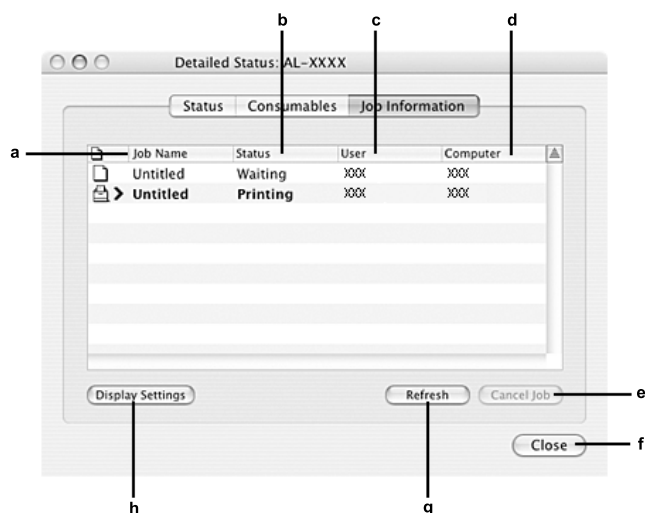 b c d
Detailed Status: AL-XXXX
Status Consumables Job Information
a Job Name Status User Computer
Untitled Waiting XXX XXX
Untitled Printing XXX XXX
Display Settings Refresh Cancel Job e
Close f
h g